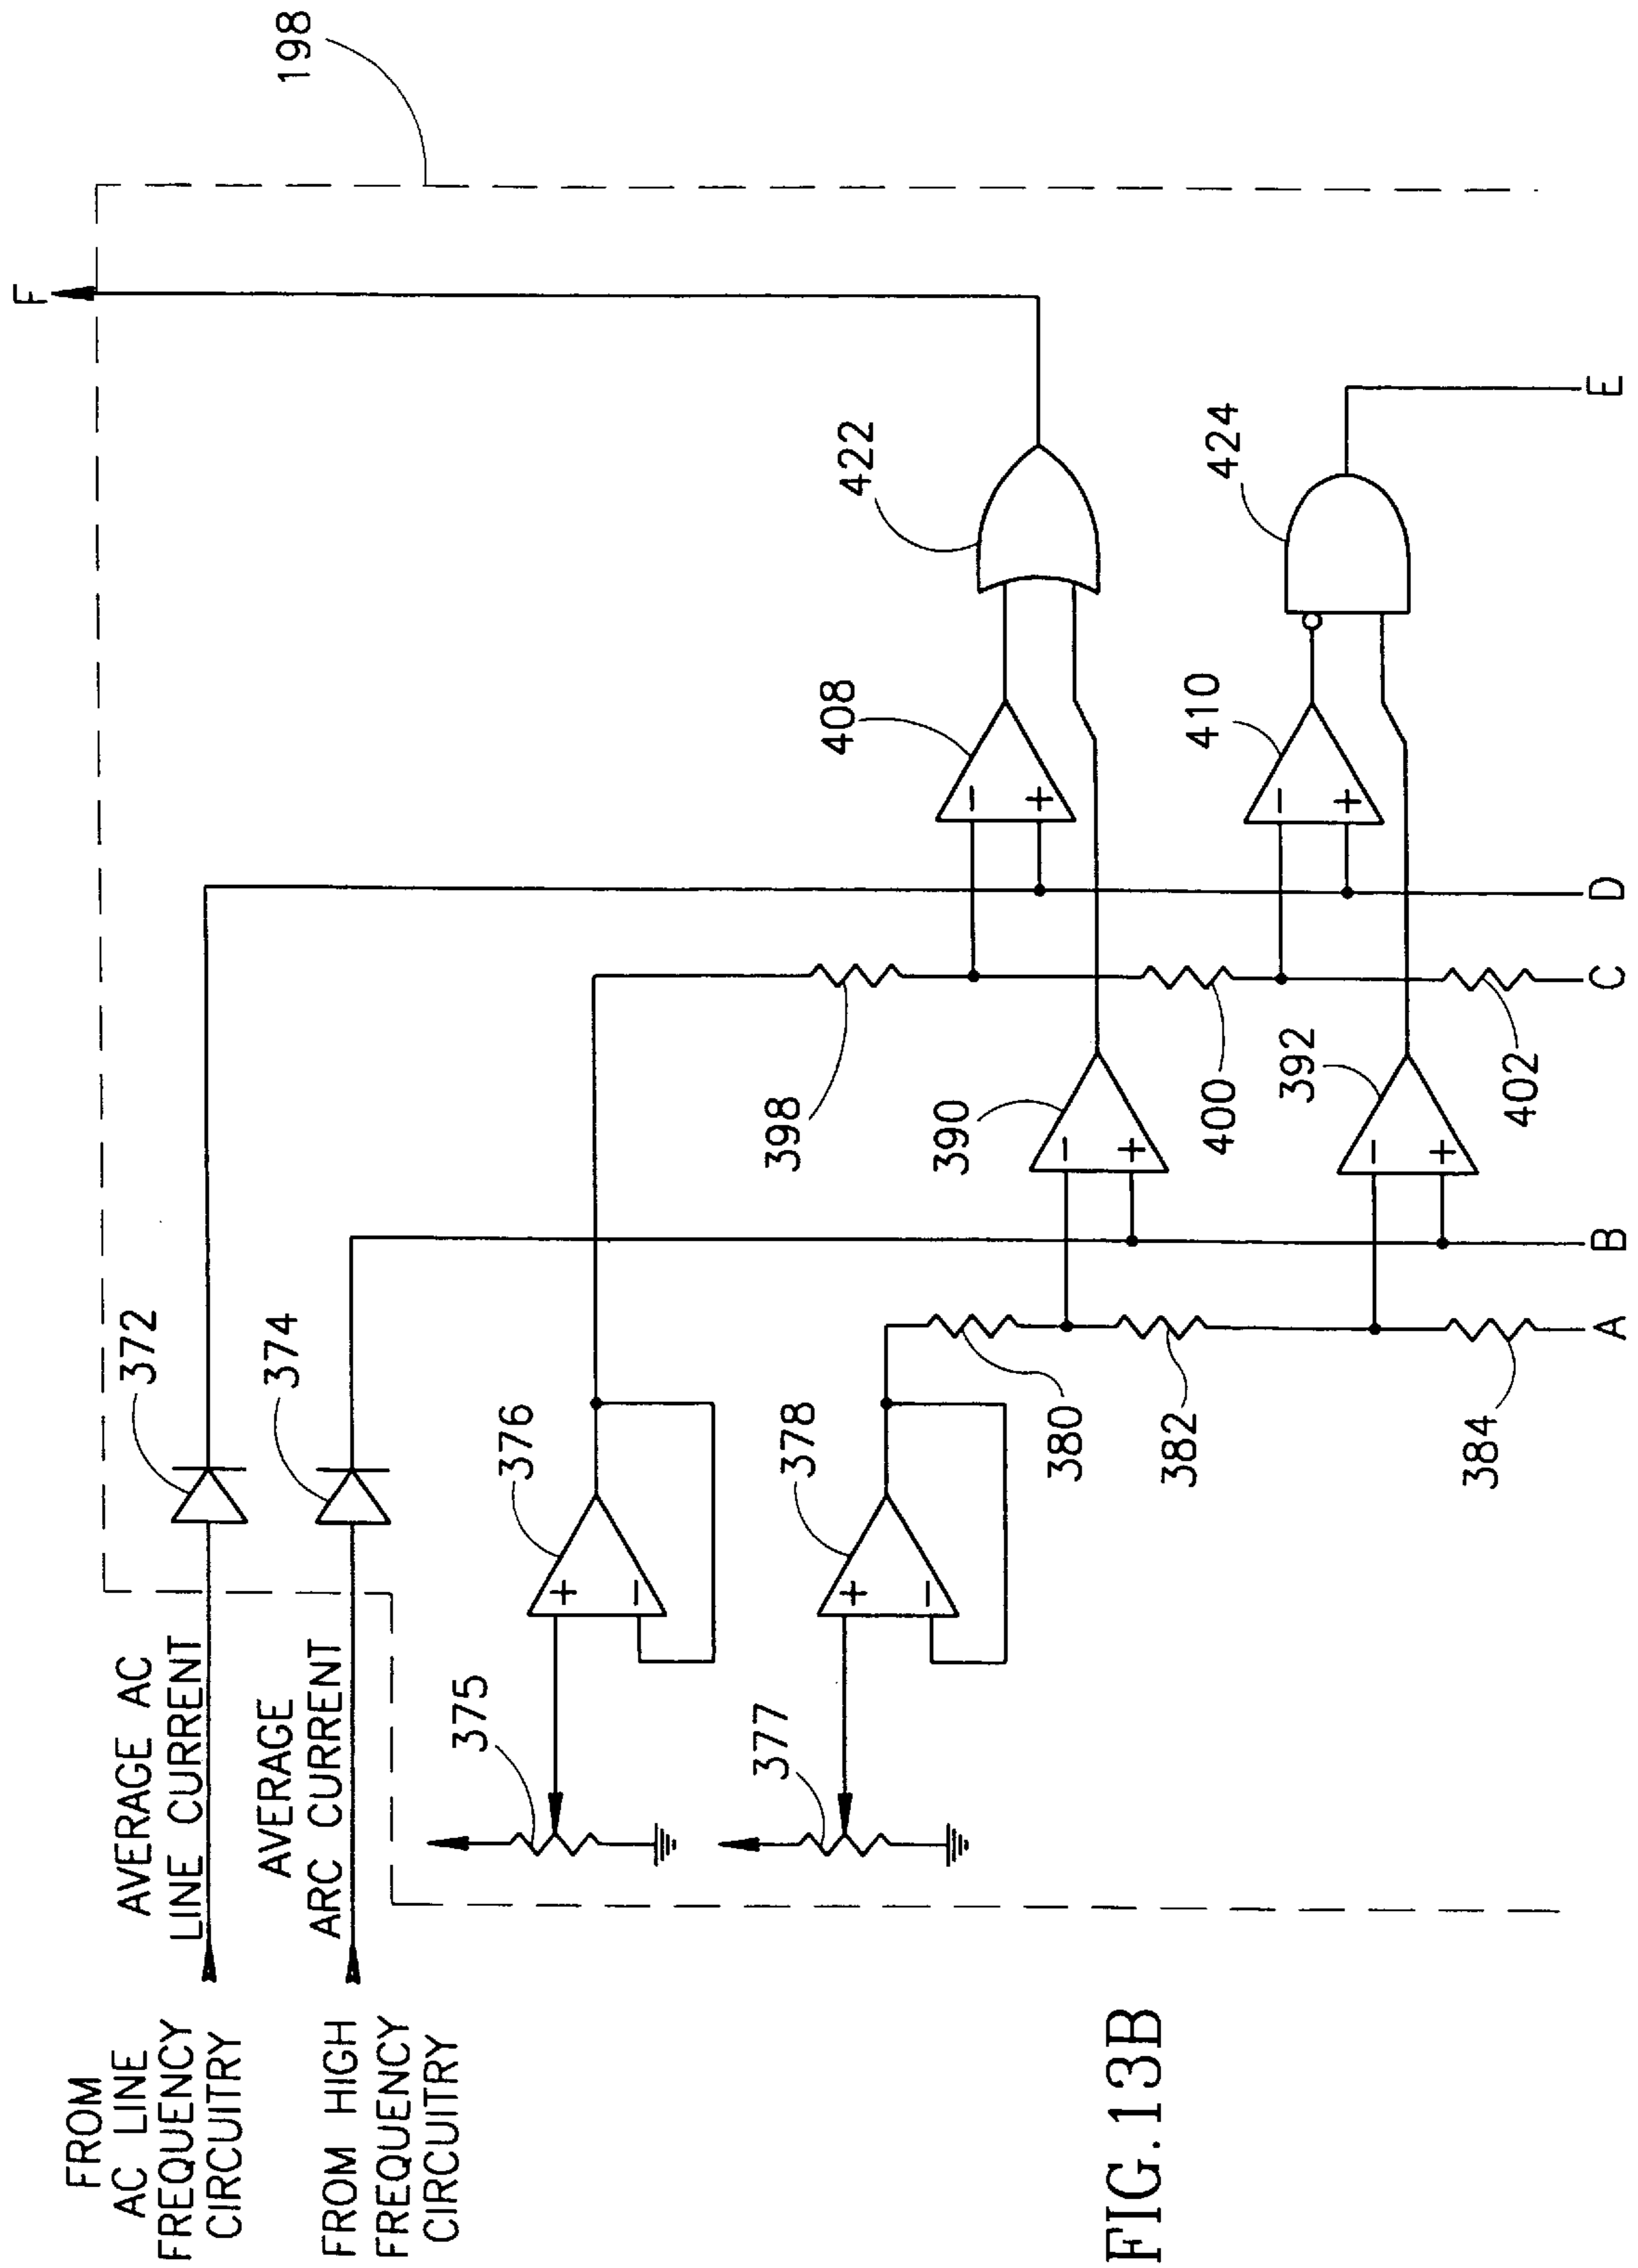 198
F
FROM
AC LINE
FREQUENCY
CIRCUITRY
AVERAGE AC
LINE CURRENT
372
FROM HIGH
FREQUENCY
CIRCUITRY
AVERAGE
ARC CURRENT
374
375
+
−
376
377
+
−
378
380
382
384
398
400
402
−
+
390
−
+
392
−
+
408
−
+
410
422
424
A
B
C
D
E
FIG.13B